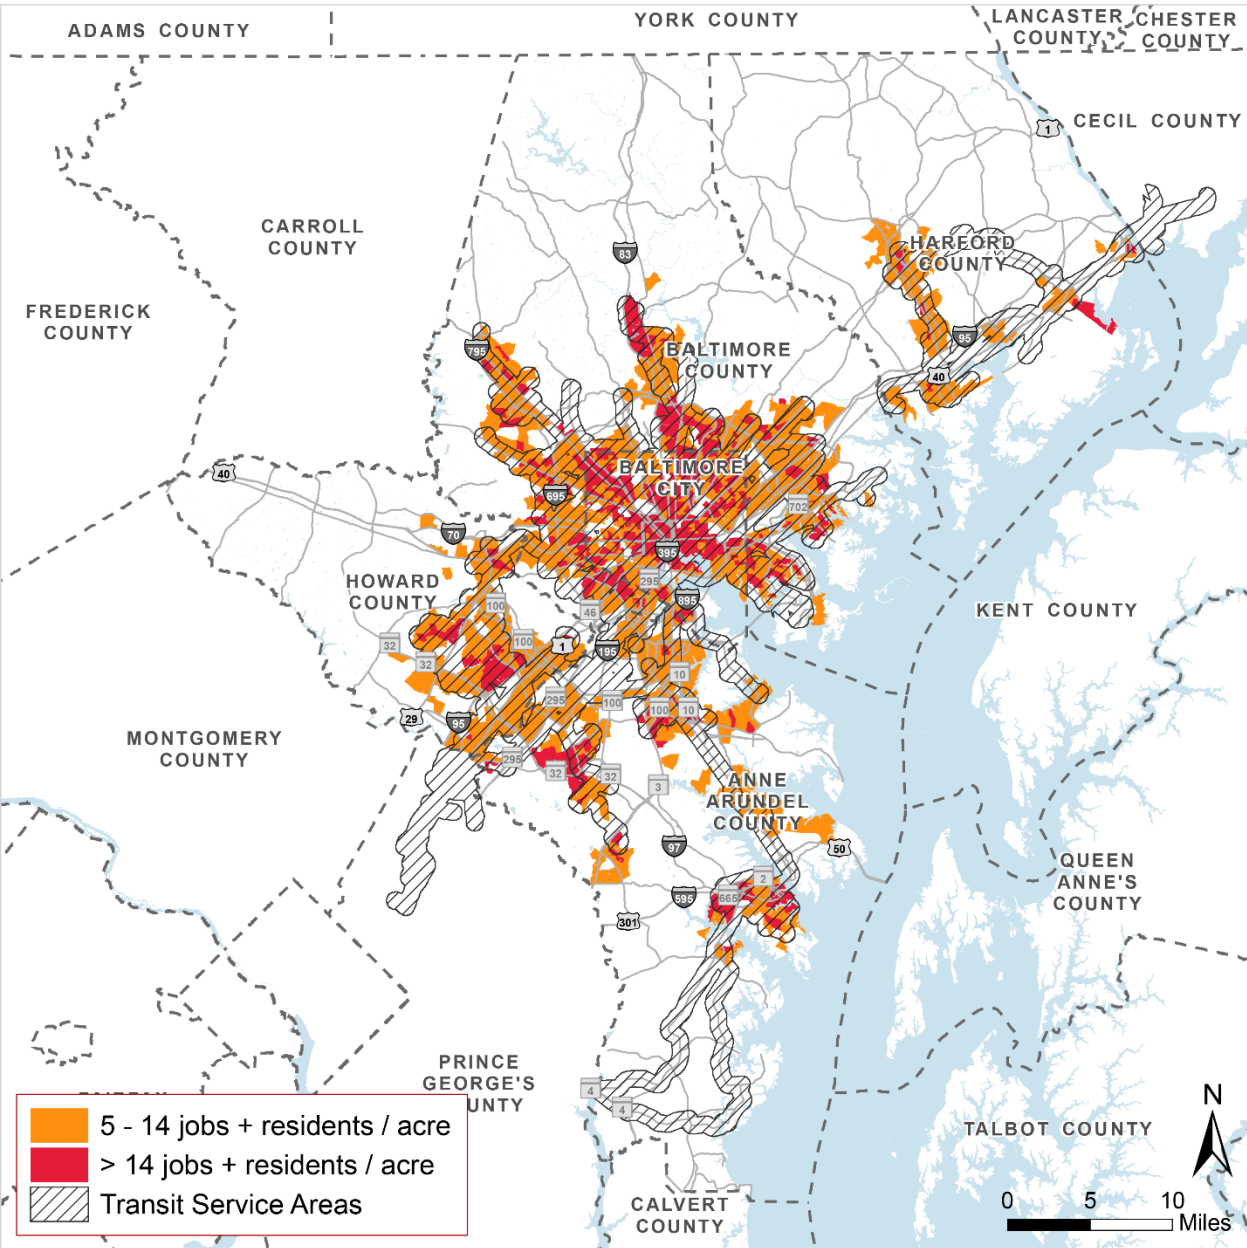 ADAMS COUNTY
YORK COUNTY
LANCASTER
COUNTY
CHESTER
COUNTY
1
CECIL COUNTY
CARROLL
COUNTY
83
HARFORD
COUNTY
FREDERICK
COUNTY
795
BALTIMORE
COUNTY
95
40
BALTIMORE
CITY
40
695
702
70
395
HOWARD
COUNTY
295
100
46
895
KENT COUNTY
32
100
1
195
32
10
295
100
100
10
29
95
MONTGOMERY
COUNTY
295
32
32
3
ANNE
ARUNDEL
COUNTY
97
50
QUEEN
ANNE'S
COUNTY
2
665
595
301
PRINCE
GEORGE'S
UNTY
4
4
N
TALBOT COUNTY
5 - 14 jobs + residents / acre
> 14 jobs + residents / acre
Transit Service Areas
CALVERT
COUNTY
0 5 10
Miles